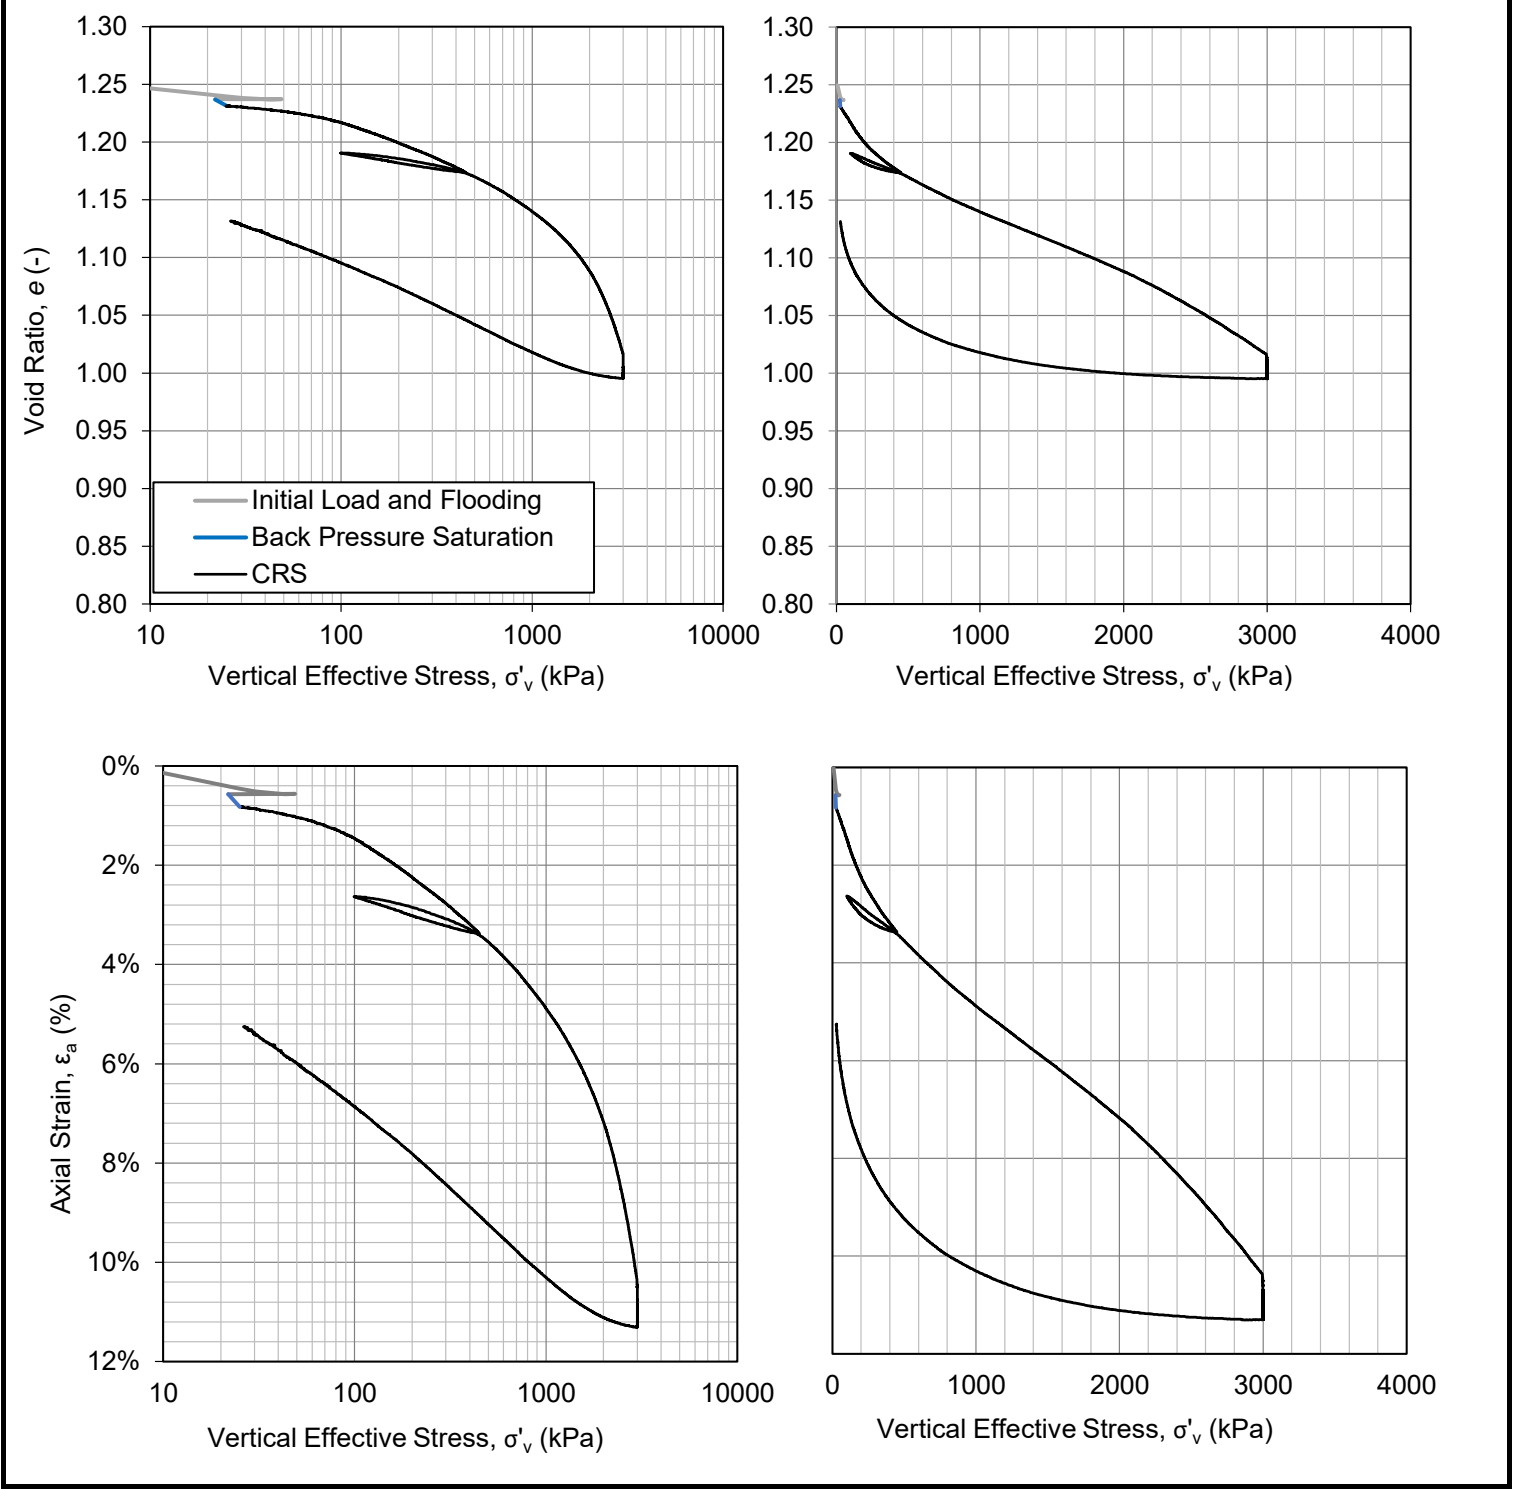 1.30
1.25
1.20
1.15
1.10
1.05
1.00
0.95
0.90
0.85
0.80
Void Ratio, e (-)
Initial Load and Flooding
Back Pressure Saturation
CRS
10 100 1000 10000
Vertical Effective Stress, σ'v (kPa)
1.30
1.25
1.20
1.15
1.10
1.05
1.00
0.95
0.90
0.85
0.80
0 1000 2000 3000 4000
Vertical Effective Stress, σ'v (kPa)
0%
2%
4%
6%
8%
10%
12%
Axial Strain, εa (%)
10 100 1000 10000
Vertical Effective Stress, σ'v (kPa)
0 1000 2000 3000 4000
Vertical Effective Stress, σ'v (kPa)